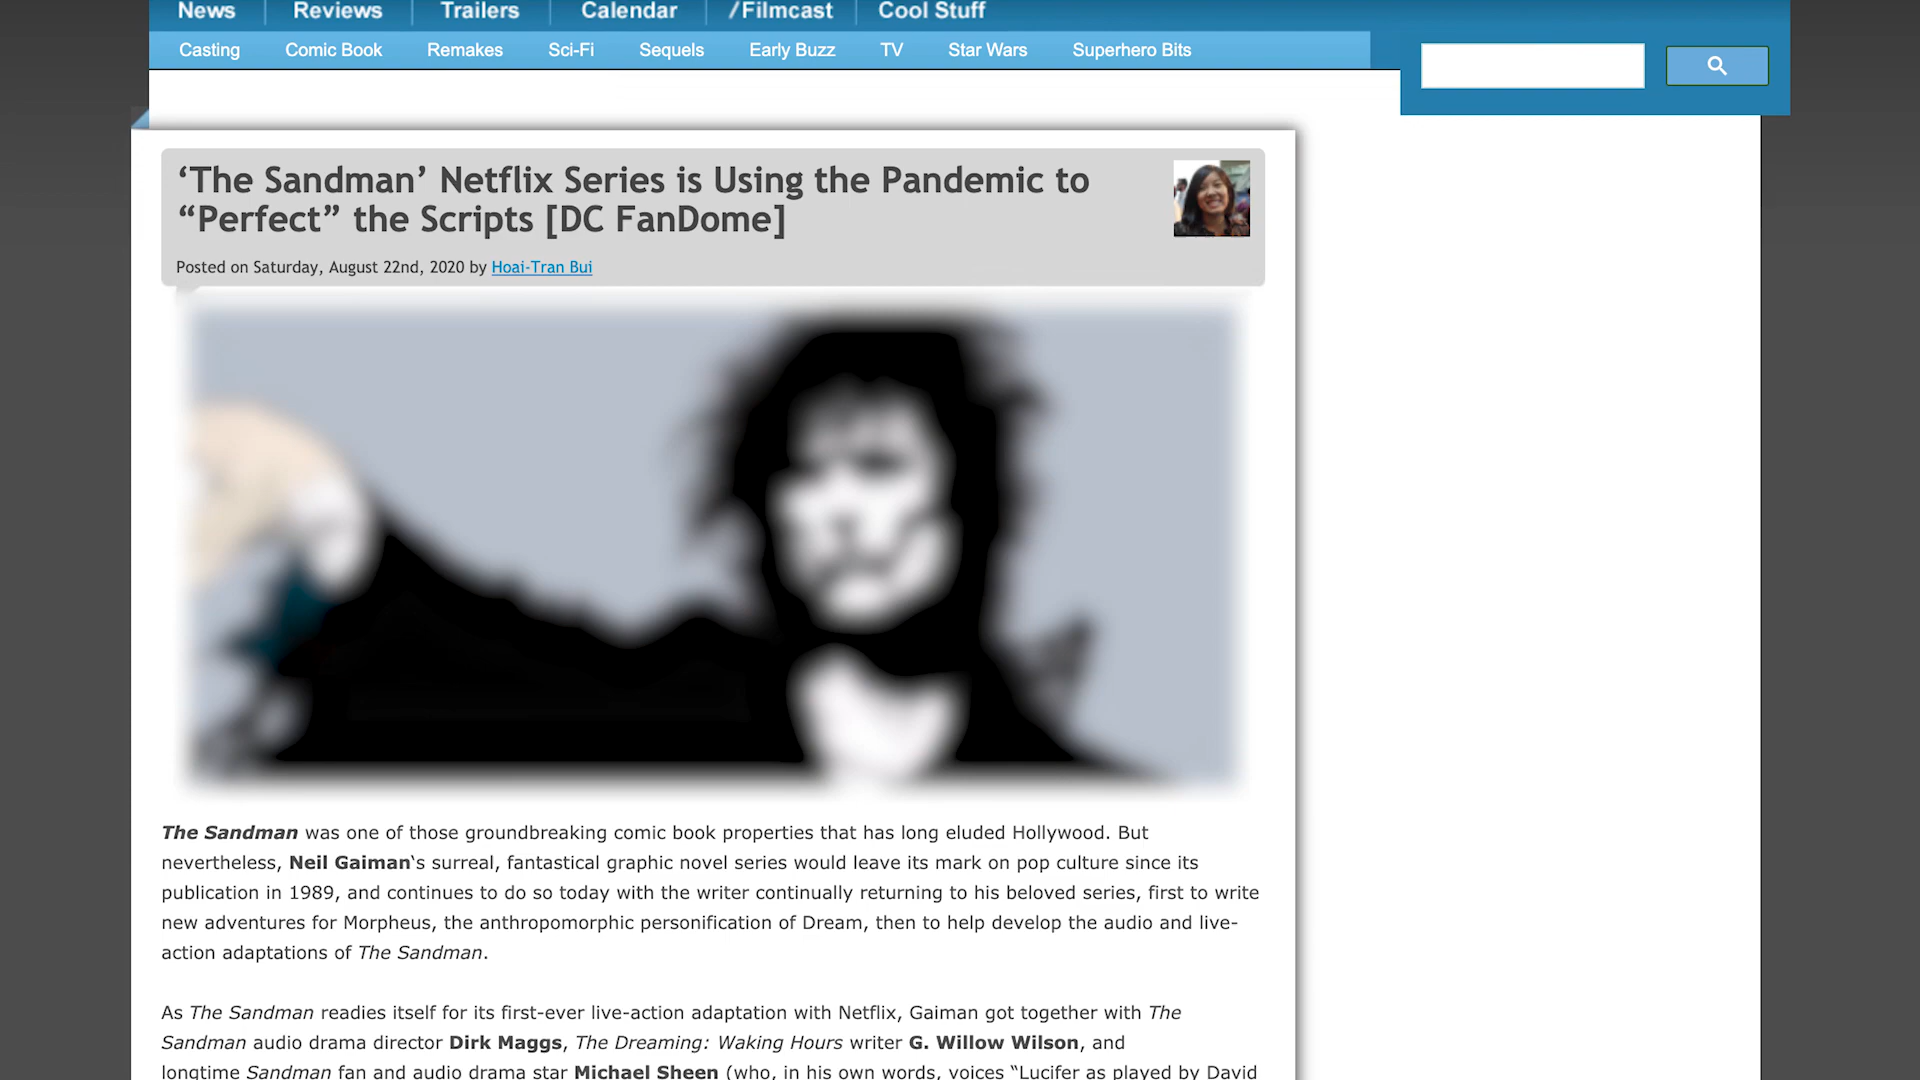 News Reviews Trailers Calendar /Filmcast Cool Stuff
Casting Comic Book Remakes Sci-Fi Sequels Early Buzz TV Star Wars Superhero Bits
‘The Sandman’ Netflix Series is Using the Pandemic to
“Perfect” the Scripts [DC FanDome]
Posted on Saturday, August 22nd, 2020 by Hoai-Tran Bui
The Sandman was one of those groundbreaking comic book properties that has long eluded Hollywood. But
nevertheless, Neil Gaiman‘s surreal, fantastical graphic novel series would leave its mark on pop culture since its
publication in 1989, and continues to do so today with the writer continually returning to his beloved series, first to write
new adventures for Morpheus, the anthropomorphic personification of Dream, then to help develop the audio and live-
action adaptations of The Sandman.
As The Sandman readies itself for its first-ever live-action adaptation with Netflix, Gaiman got together with The
Sandman audio drama director Dirk Maggs, The Dreaming: Waking Hours writer G. Willow Wilson, and
longtime Sandman fan and audio drama star Michael Sheen (who, in his own words, voices “Lucifer as played by David